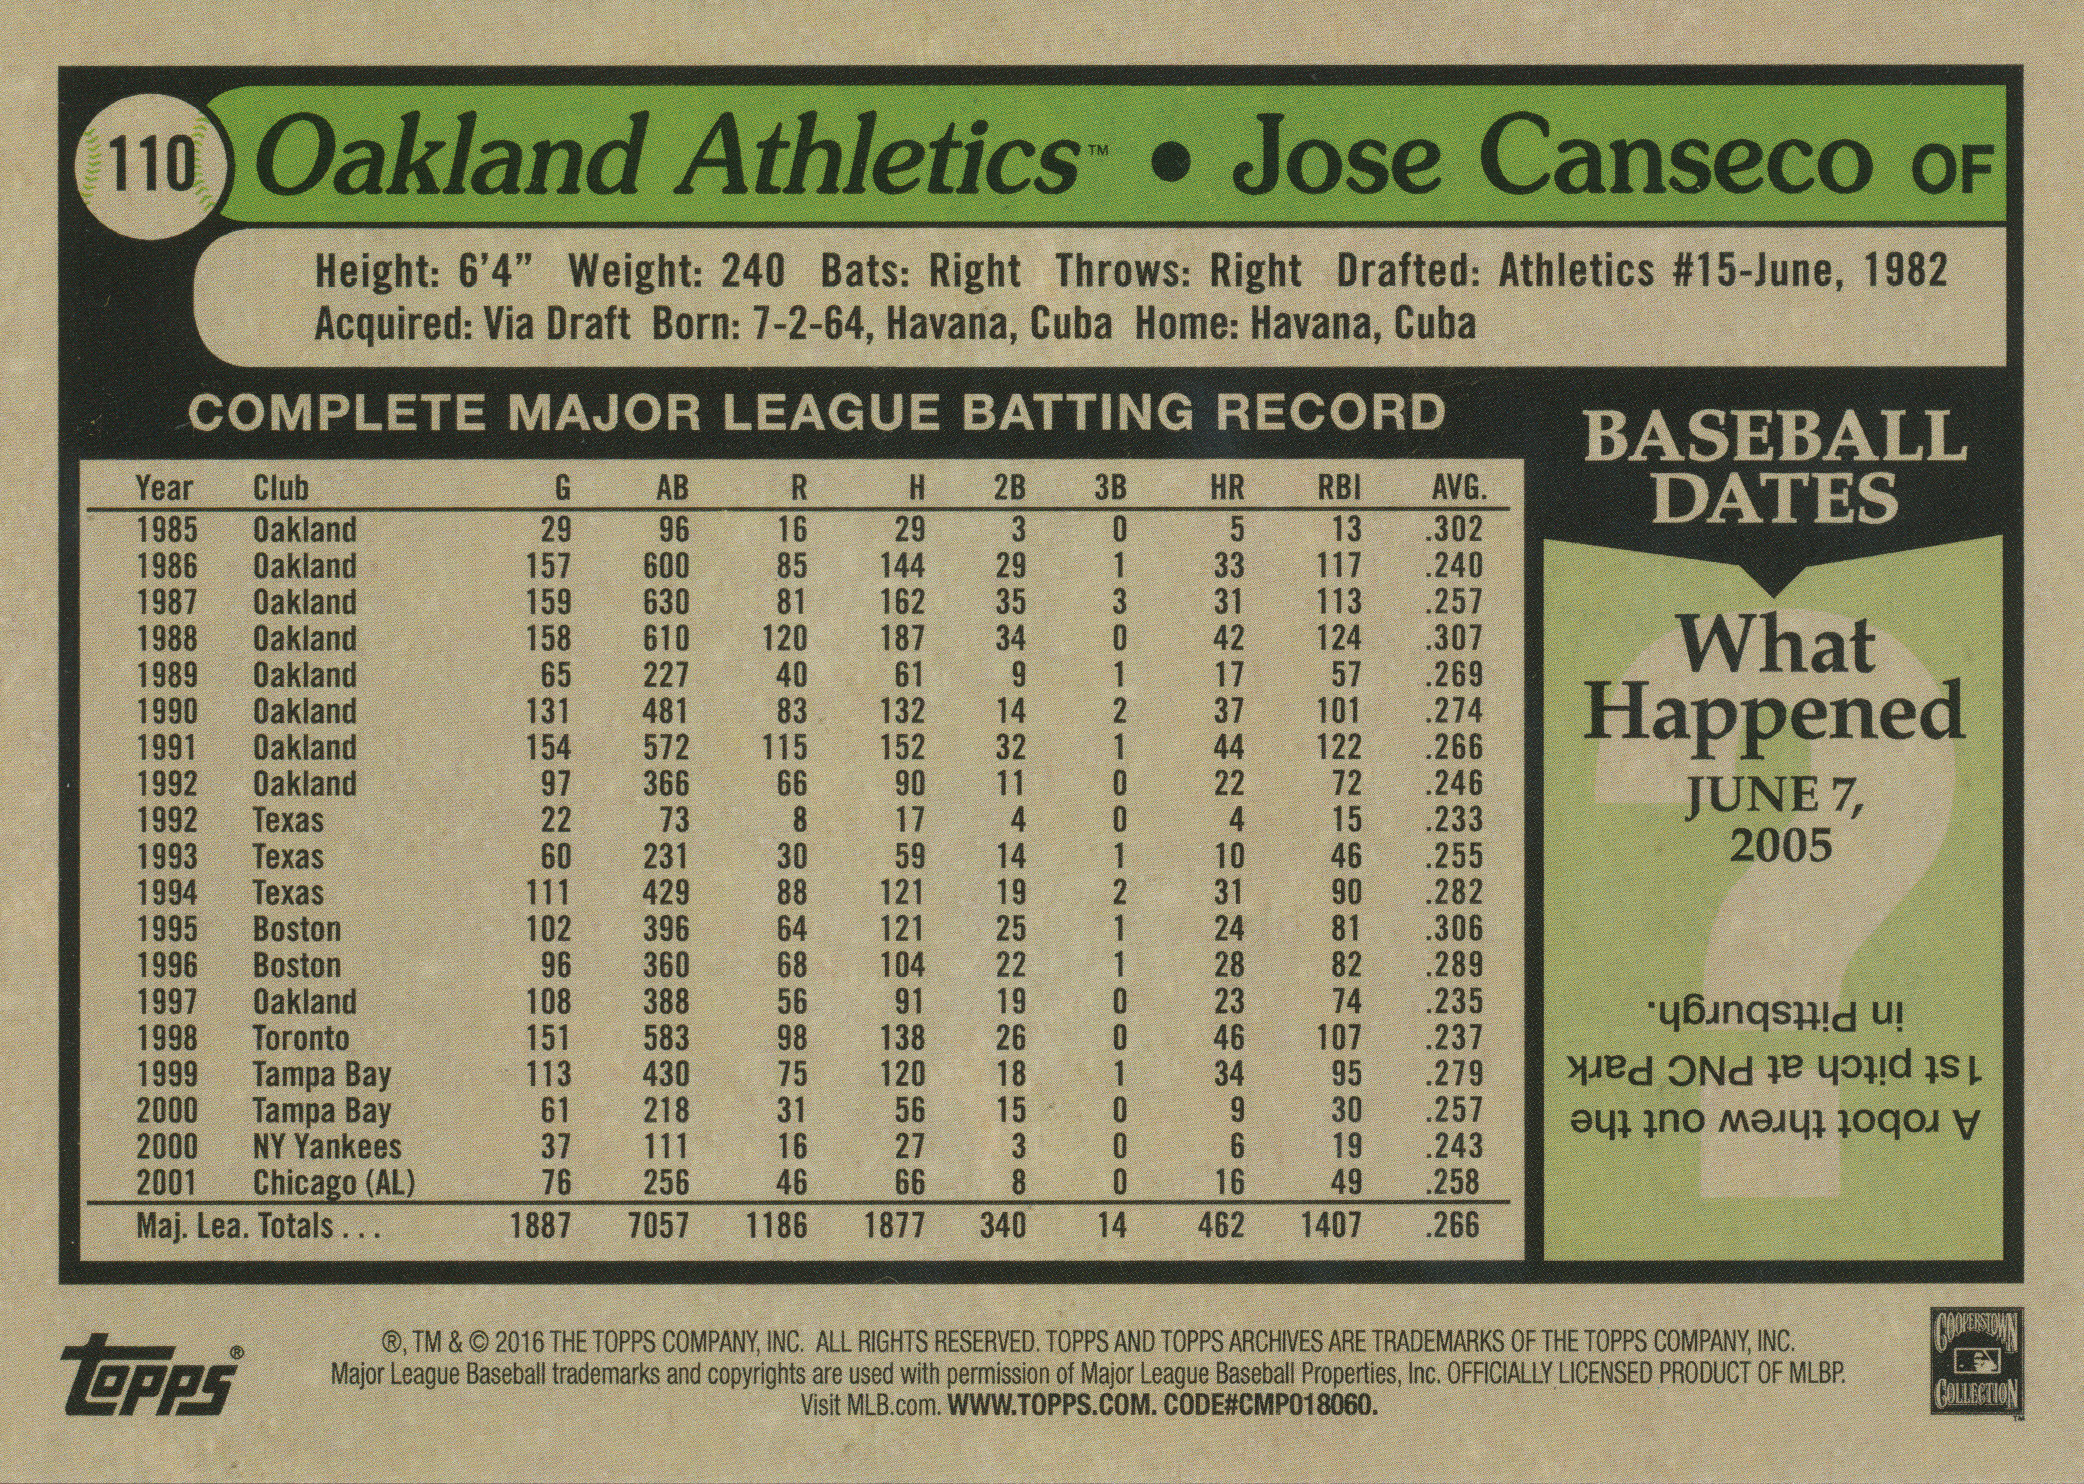 110
Oakland Athletics™ • Jose Canseco OF
Height: 6'4” Weight: 240 Bats: Right Throws: Right Drafted: Athletics #15-June, 1982
Acquired: Via Draft Born: 7-2-64, Havana, Cuba Home: Havana, Cuba
COMPLETE MAJOR LEAGUE BATTING RECORD
Year Club G AB R H 2B 3B HR RBI AVG.
1985 Oakland 29 96 16 29 3 0 5 13 .302
1986 Oakland 157 600 85 144 29 1 33 117 .240
1987 Oakland 159 630 81 162 35 3 31 113 .257
1988 Oakland 158 610 120 187 34 0 42 124 .307
1989 Oakland 65 227 40 61 9 1 17 57 .269
1990 Oakland 131 481 83 132 14 2 37 101 .274
1991 Oakland 154 572 115 152 32 1 44 122 .266
1992 Oakland 97 366 66 90 11 0 22 72 .246
1992 Texas 22 73 8 17 4 0 4 15 .233
1993 Texas 60 231 30 59 14 1 10 46 .255
1994 Texas 111 429 88 121 19 2 31 90 .282
1995 Boston 102 396 64 121 25 1 24 81 .306
1996 Boston 96 360 68 104 22 1 28 82 .289
1997 Oakland 108 388 56 91 19 0 23 74 .235
1998 Toronto 151 583 98 138 26 0 46 107 .237
1999 Tampa Bay 113 430 75 120 18 1 34 95 .279
2000 Tampa Bay 61 218 31 56 15 0 9 30 .257
2000 NY Yankees 37 111 16 27 3 0 6 19 .243
2001 Chicago (AL) 76 256 46 66 8 0 16 49 .258
Maj. Lea. Totals . . . 1887 7057 1186 1877 340 14 462 1407 .266
BASEBALL
DATES
What
Happened
JUNE 7,
2005
A robot threw out the
1st pitch at PNC Park
in Pittsburgh.
topps®
®, TM & © 2016 THE TOPPS COMPANY, INC. ALL RIGHTS RESERVED. TOPPS AND TOPPS ARCHIVES ARE TRADEMARKS OF THE TOPPS COMPANY, INC.
Major League Baseball trademarks and copyrights are used with permission of Major League Baseball Properties, Inc. OFFICIALLY LICENSED PRODUCT OF MLBP.
Visit MLB.com. WWW.TOPPS.COM. CODE#CMP018060.
COOPERSTOWN
COLLECTION
™